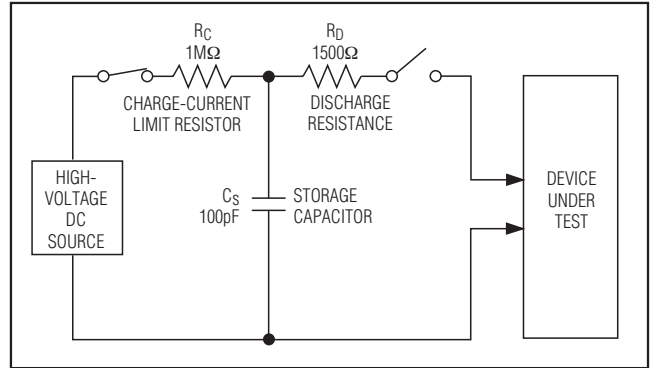 R_C
1MΩ
CHARGE-CURRENT
LIMIT RESISTOR
R_D
1500Ω
DISCHARGE
RESISTANCE
HIGH-
VOLTAGE
DC
SOURCE
C_S
100pF
STORAGE
CAPACITOR
DEVICE
UNDER
TEST